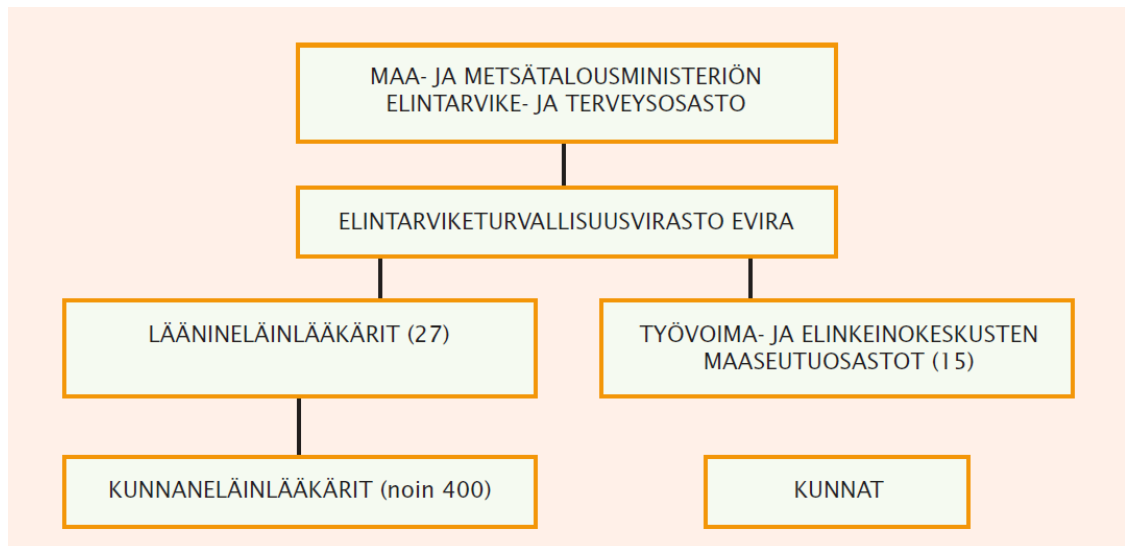 MAA- JA METSÄTALOUSMINISTERIÖN
ELINTARVIKE- JA TERVEYSOSASTO
ELINTARVIKETURVALLISUUSVIRASTO EVIRA
LÄÄNINELÄINLÄÄKÄRIT (27)
TYÖVOIMA- JA ELINKEINOKESKUSTEN
MAASEUTUOSASTOT (15)
KUNNANELÄINLÄÄKÄRIT (noin 400)
KUNNAT